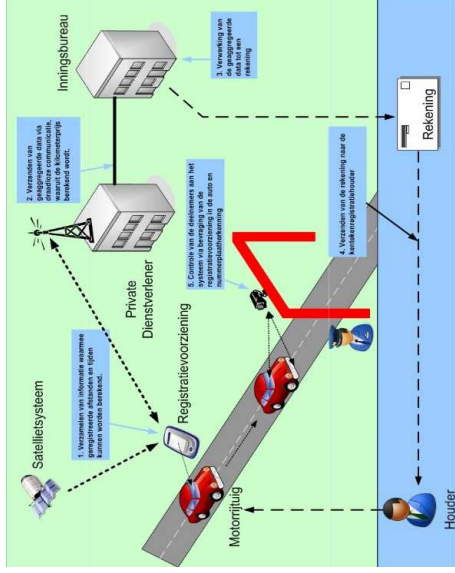 Satellietsysteem
1. Verzamelen van informatie waarmee
geregistreerde afstanden en tijden
kunnen worden berekend.
Registratievoorziening
Motorrijtuig
2. Verzenden van
geaggregeerde data via
draadloze communicatie,
waaruit de kilometerprijs
berekend wordt.
Private
Dienstverlener
Inningsbureau
3. Verwerking van
de geaggregeerde
data tot een
rekening
5. Controle van de deelnemers aan het
systeem via bevraging van de
registratievoorziening in de auto en
nummerplaatherkenning
4. Verzenden van de rekening naar de
kentekenregistratiehouder
Rekening
Houder